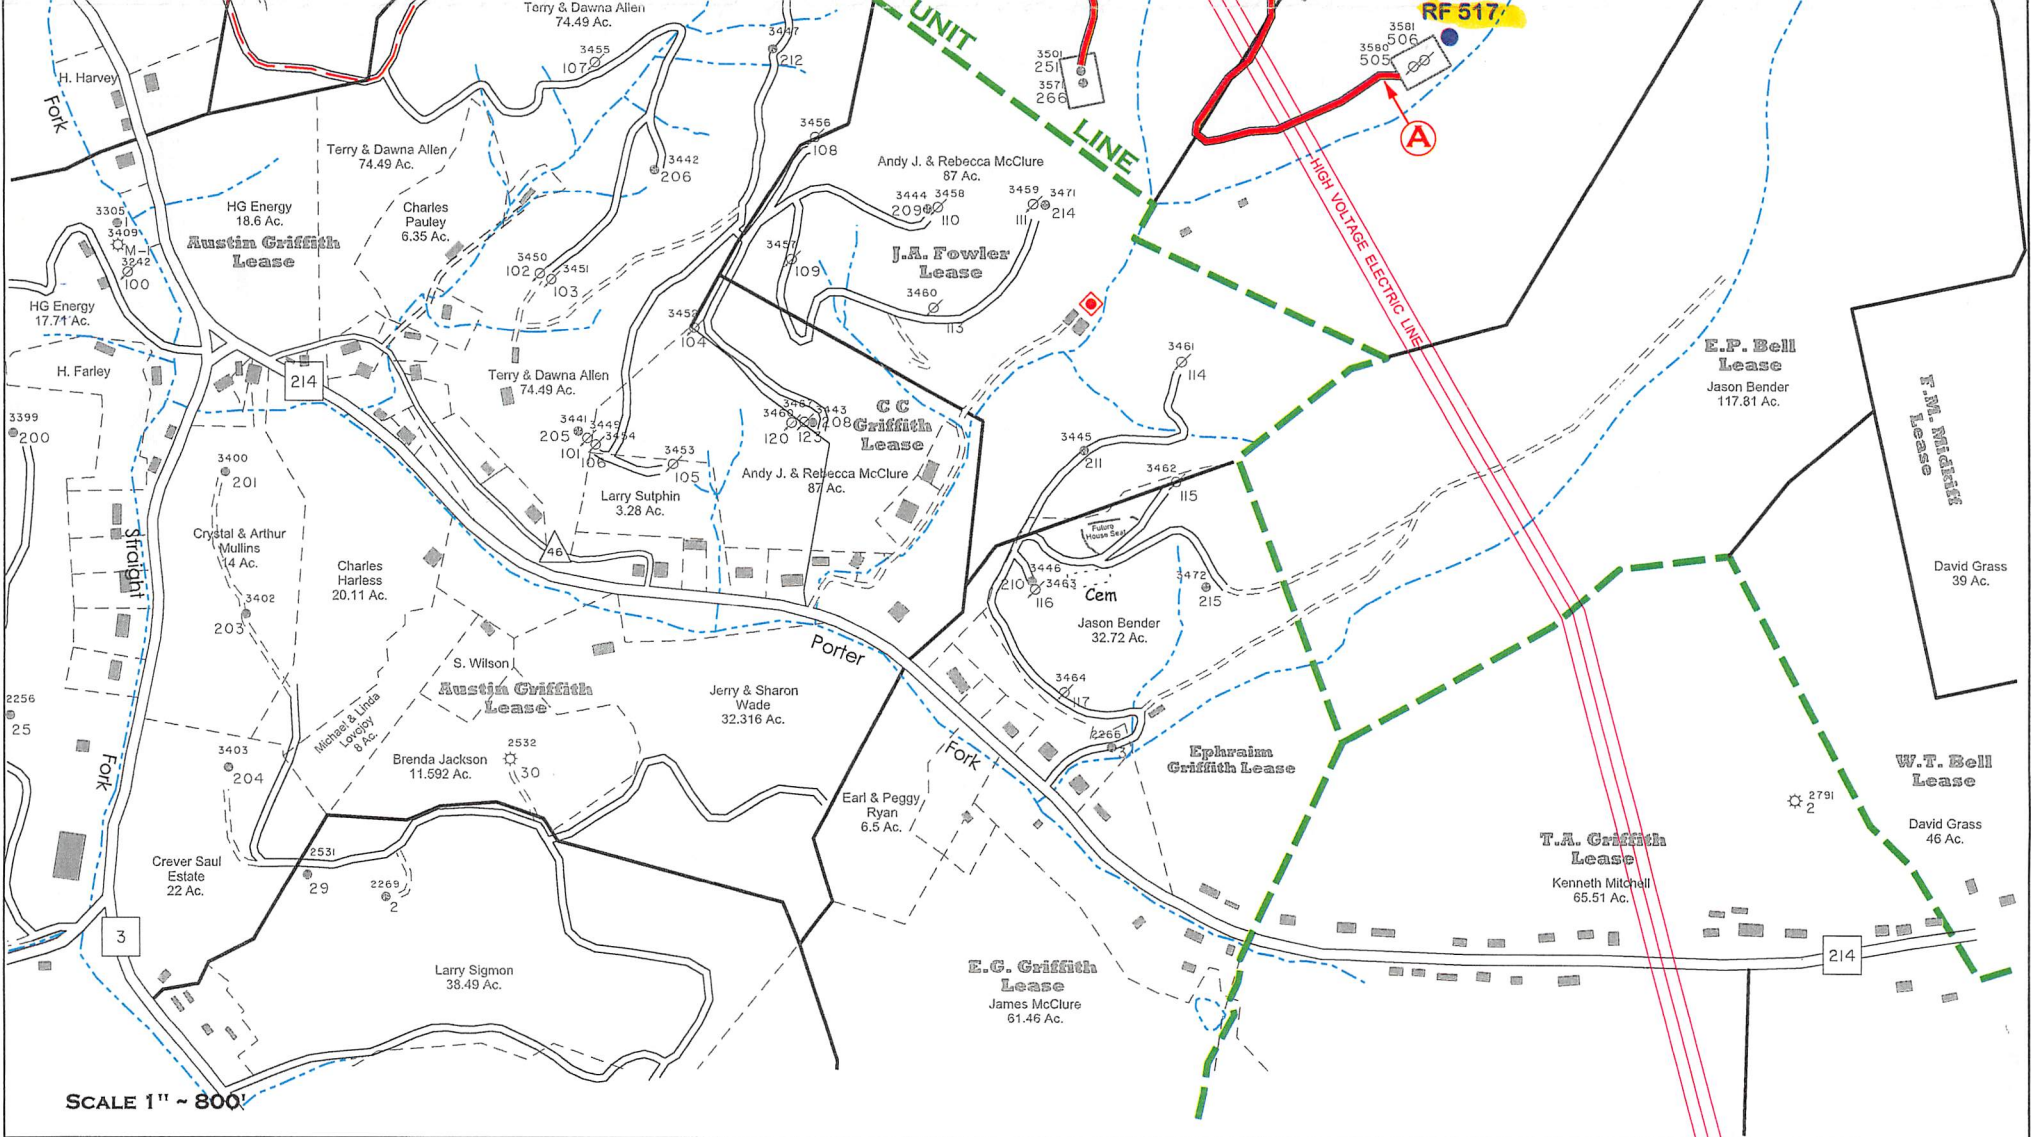 Terry & Dawna Allen
74.49 Ac.
UNIT
LINE
RF 517
3581
506
3580
505
A
3501
251
3571
266
3447
212
3455
107
H. Harvey
Fork
Terry & Dawna Allen
74.49 Ac.
3442
206
3456
108
Andy J. & Rebecca McClure
87 Ac.
3444
209
3458
110
3459
111
3471
214
HIGH VOLTAGE ELECTRIC LINE
HG Energy
18.6 Ac.
Austin Griffith
Lease
Charles
Pauley
6.35 Ac.
3305
1
3409
M-1
3242
100
HG Energy
17.71 Ac.
3450
102
3451
103
3457
109
J.A. Fowler
Lease
3460
113
3452
104
H. Farley
214
Terry & Dawna Allen
74.49 Ac.
3461
114
E.P. Bell
Lease
Jason Bender
117.81 Ac.
F.M. Midkiff
Lease
3399
200
3441
205
3449
101
3454
106
3453
105
3467
3443
208
120
123
C C
Griffith
Lease
Andy J. & Rebecca McClure
87 Ac.
3445
211
3462
115
3400
201
Larry Sutphin
3.28 Ac.
Future
House Seat
Crystal & Arthur
Mullins
14 Ac.
Straight
46
Charles
Harless
20.11 Ac.
3446
210
3463
116
Cem
3472
215
David Grass
39 Ac.
3402
203
Jason Bender
32.72 Ac.
Porter
S. Wilson
Austin Griffith
Lease
Michael & Linda
Lovejoy
8 Ac.
Jerry & Sharon
Wade
32.316 Ac.
3464
117
2256
25
2266
3
Fork
3403
204
Brenda Jackson
11.592 Ac.
2532
30
Fork
Ephraim
Griffith Lease
W.T. Bell
Lease
Earl & Peggy
Ryan
6.5 Ac.
2791
2
David Grass
46 Ac.
T.A. Griffith
Lease
Kenneth Mitchell
65.51 Ac.
Crever Saul
Estate
22 Ac.
2531
29
2269
2
3
214
Larry Sigmon
38.49 Ac.
E.G. Griffith
Lease
James McClure
61.46 Ac.
SCALE 1" ~ 800'